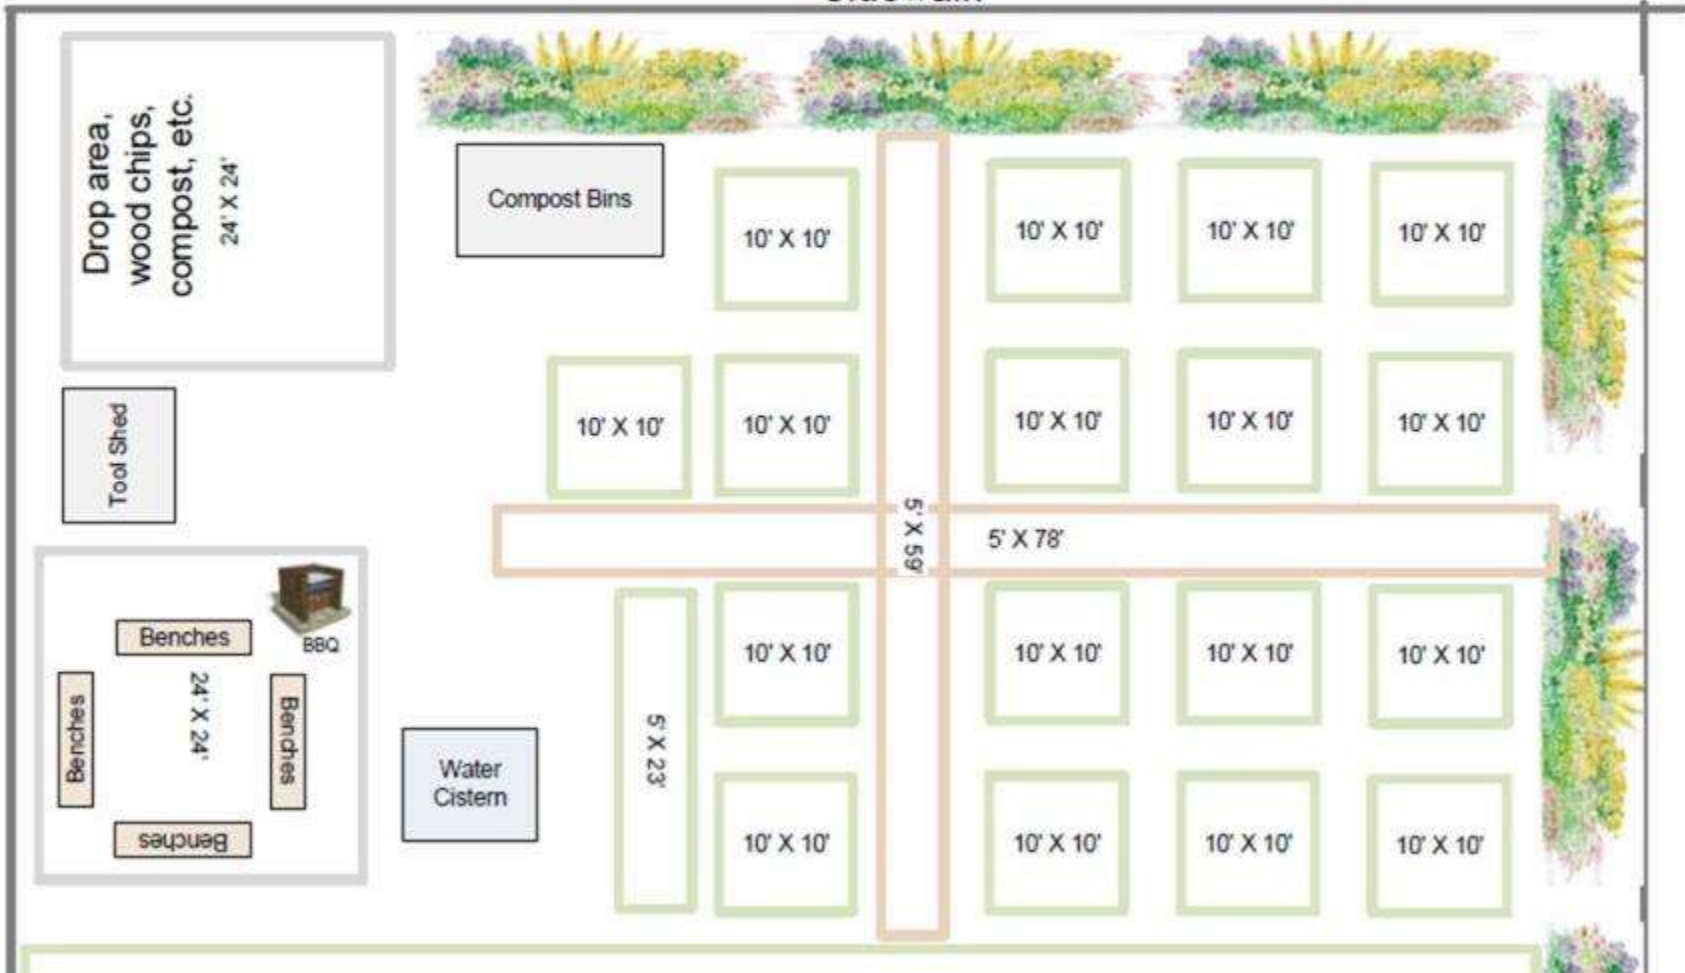 Drop area,
wood chips,
compost, etc.
24' X 24'
Compost Bins
10' X 10'
10' X 10'
10' X 10'
10' X 10'
Tool Shed
10' X 10'
10' X 10'
10' X 10'
10' X 10'
10' X 10'
5' X 59'
5' X 78'
BBQ
Benches
Benches
24' X 24'
Benches
Benches
Water
Cistern
5' X 23'
10' X 10'
10' X 10'
10' X 10'
10' X 10'
10' X 10'
10' X 10'
10' X 10'
10' X 10'